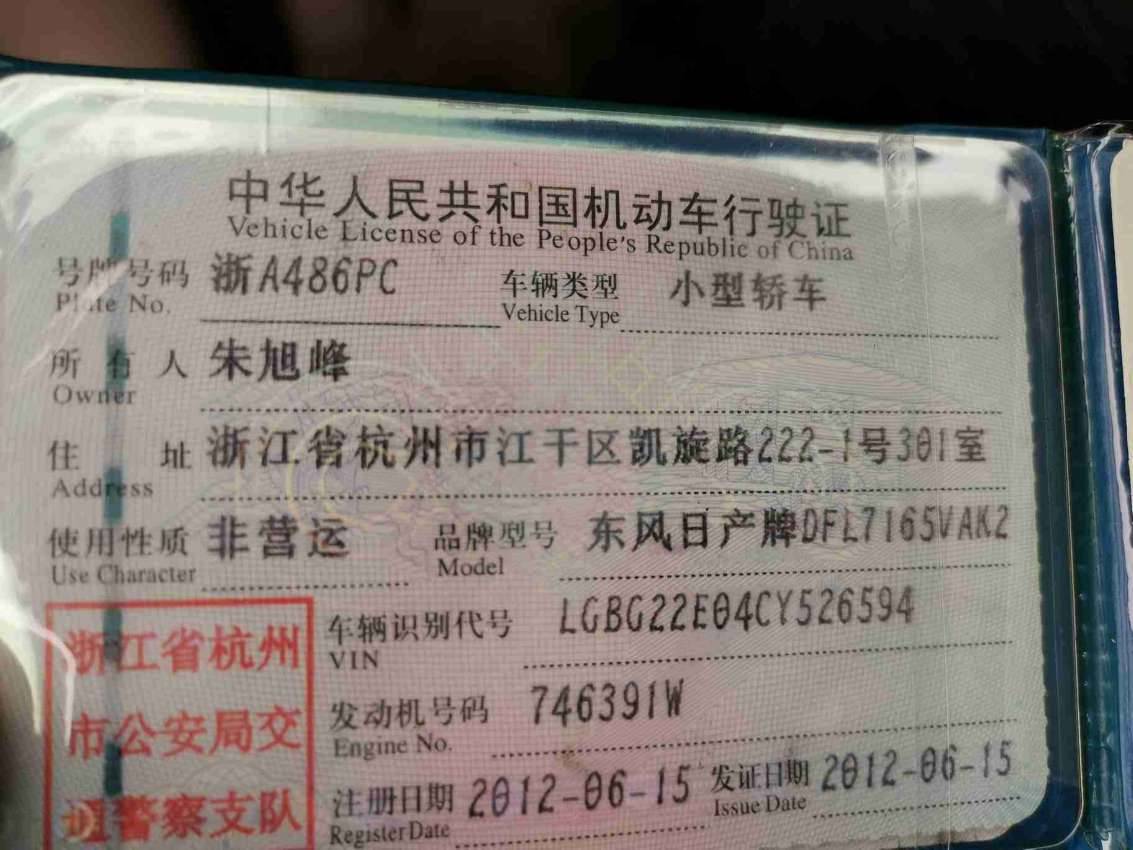 中华人民共和国机动车行驶证
Vehicle License of the People's Republic of China
号牌号码 浙A486PC 车辆类型 小型轿车
Plate No. Vehicle Type
所有人 朱旭峰
Owner
住址 浙江省杭州市江干区凯旋路222-1号301室
Address
使用性质 非营运 品牌型号 东风日产牌DFL7165VAK2
Use Character Model
浙江省杭州
市公安局交
通警察支队
车辆识别代号 LGBG22E04CY526594
VIN
发动机号码 746391W
Engine No.
注册日期 2012-06-15 发证日期 2012-06-15
Register Date Issue Date